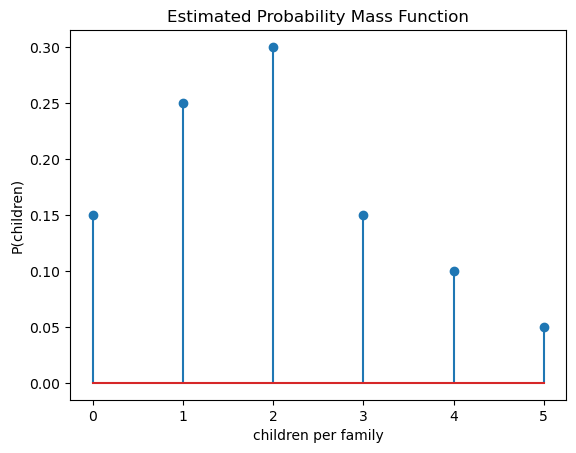 Estimated Probability Mass Function
P(children)
0.30
0.25
0.20
0.15
0.10
0.05
0.00
0 1 2 3 4 5
children per family